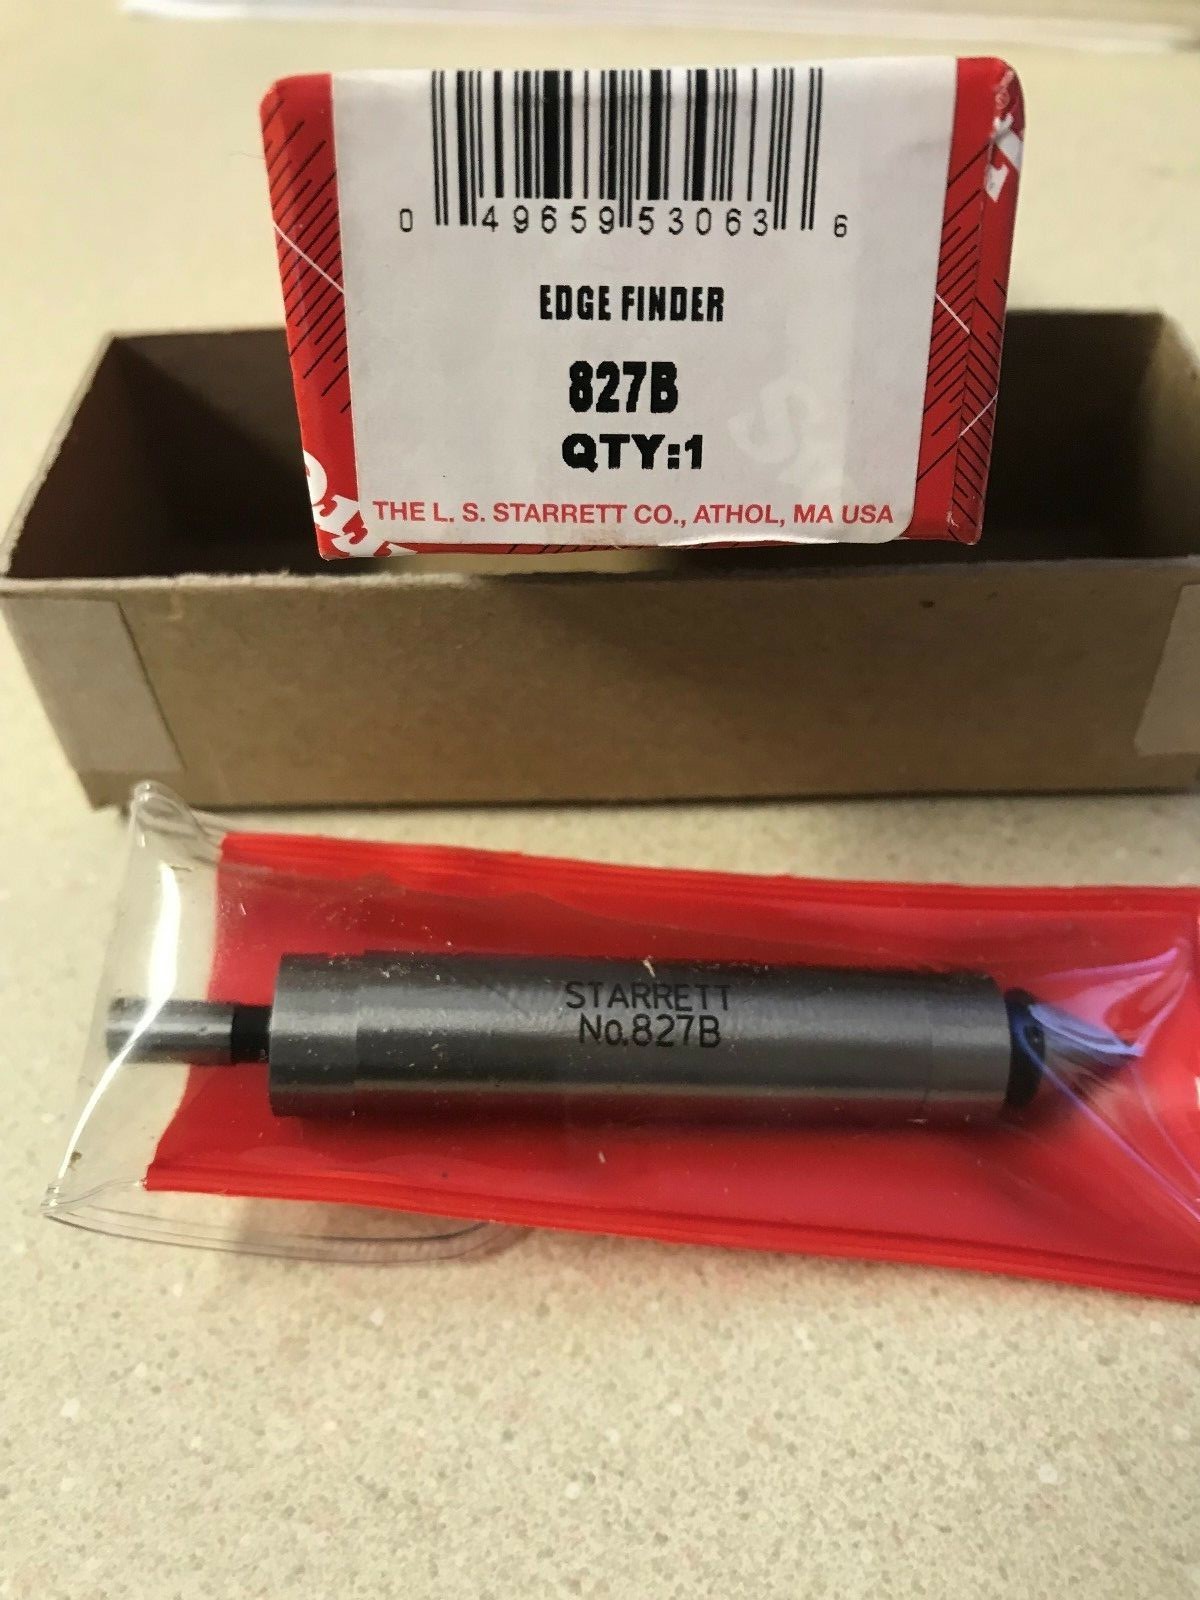 0 49659 53063 6
EDGE FINDER
827B
QTY:1
THE L. S. STARRETT CO., ATHOL, MA USA
STARRETT
No.827B